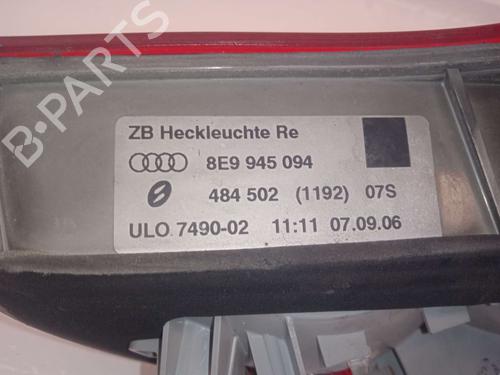 ZB Heckleuchte Re
8E9 945 094
484 502 (1192) 07S
ULO 7490-02 11:11 07.09.06
B-PARTS